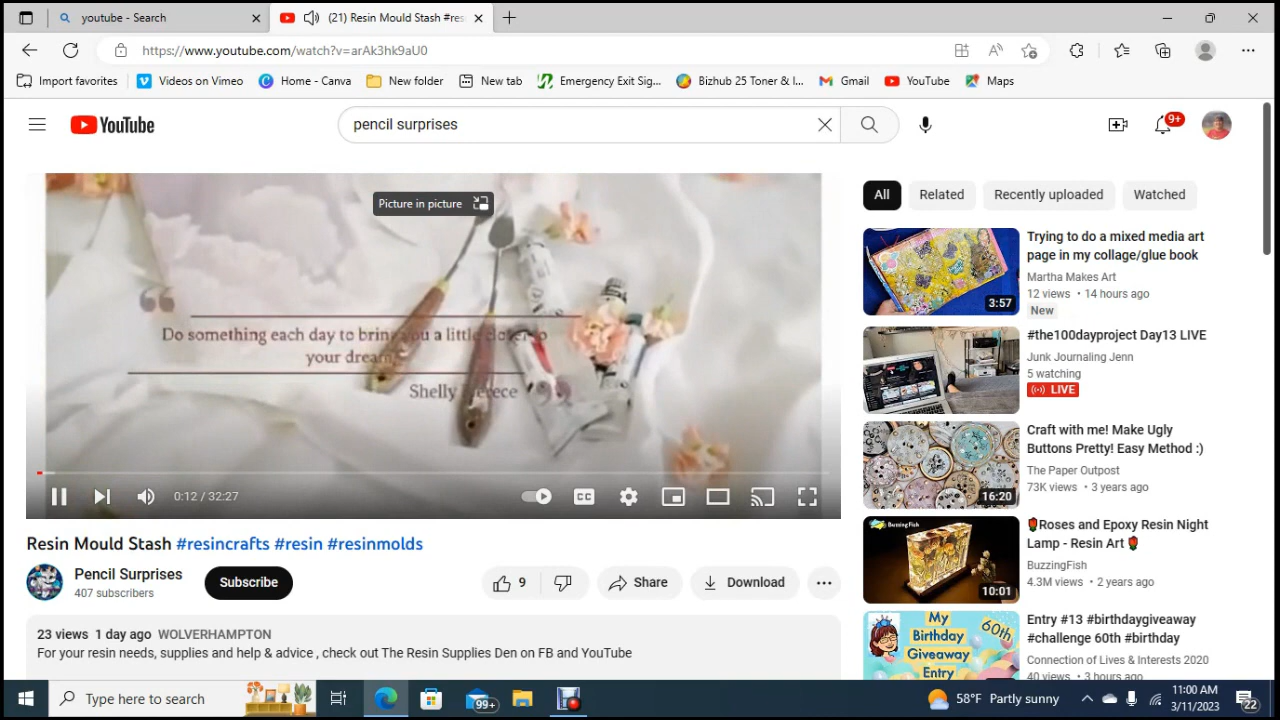 youtube - Search
(21) Resin Mould Stash #res
https://www.youtube.com/watch?v=arAk3hk9aU0
Import favorites
Videos on Vimeo
Home - Canva
New folder
New tab
Emergency Exit Sig...
Bizhub 25 Toner & I...
Gmail
YouTube
Maps
YouTube
pencil surprises
9+
Picture in picture
Do something each day to bring you a little closer to
your dream
Shelly
0:12 / 32:27
CC
Resin Mould Stash #resincrafts #resin #resinmolds
Pencil Surprises
407 subscribers
Subscribe
9
Share
Download
23 views 1 day ago WOLVERHAMPTON
For your resin needs, supplies and help & advice , check out The Resin Supplies Den on FB and YouTube
All
Related
Recently uploaded
Watched
3:57
Trying to do a mixed media art
page in my collage/glue book
Martha Makes Art
12 views • 14 hours ago
New
#the100dayproject Day13 LIVE
Junk Journaling Jenn
5 watching
LIVE
16:20
Craft with me! Make Ugly
Buttons Pretty! Easy Method :)
The Paper Outpost
73K views • 3 years ago
Buzzing Fish
10:01
🌹Roses and Epoxy Resin Night
Lamp - Resin Art🌹
BuzzingFish
4.3M views • 2 years ago
My
Birthday
Giveaway
Entry
60th
Entry #13 #birthdaygiveaway
#challenge 60th #birthday
Connection of Lives & Interests 2020
40 views • 3 hours ago
Type here to search
99+
58°F Partly sunny
11:00 AM
3/11/2023
22